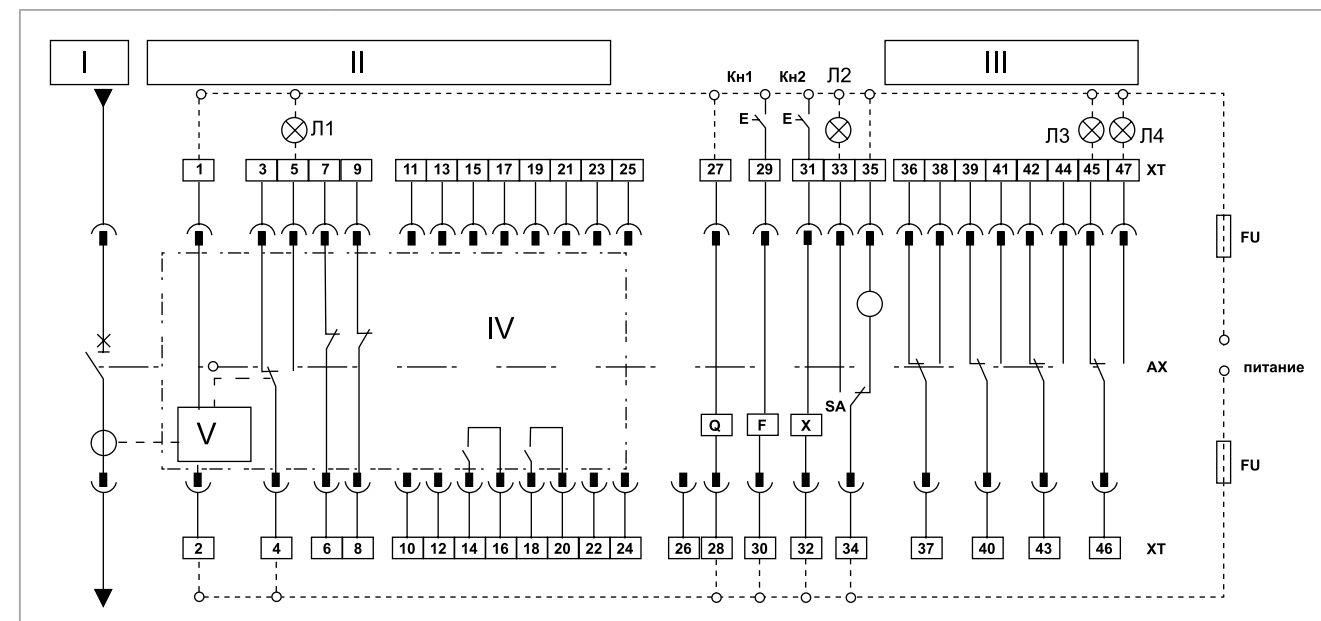 I II III
Кн1 Кн2 Л2
Л1 E E Л3 Л4
1 3 5 7 9 11 13 15 17 19 21 23 25 27 29 31 33 35 36 38 39 41 42 44 45 47 XT
FU
IV
AX питание
SA
V Q F X
FU
2 4 6 8 10 12 14 16 18 20 22 24 26 28 30 32 34 37 40 43 46 XT